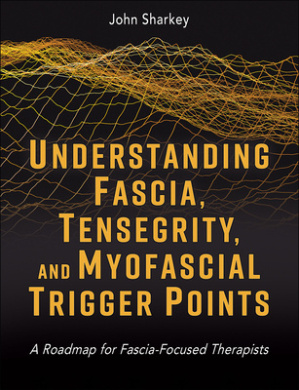 John Sharkey
UNDERSTANDING
FASCIA,
TENSEGRITY,
AND MYOFASCIAL
TRIGGER POINTS
A Roadmap for Fascia-Focused Therapists